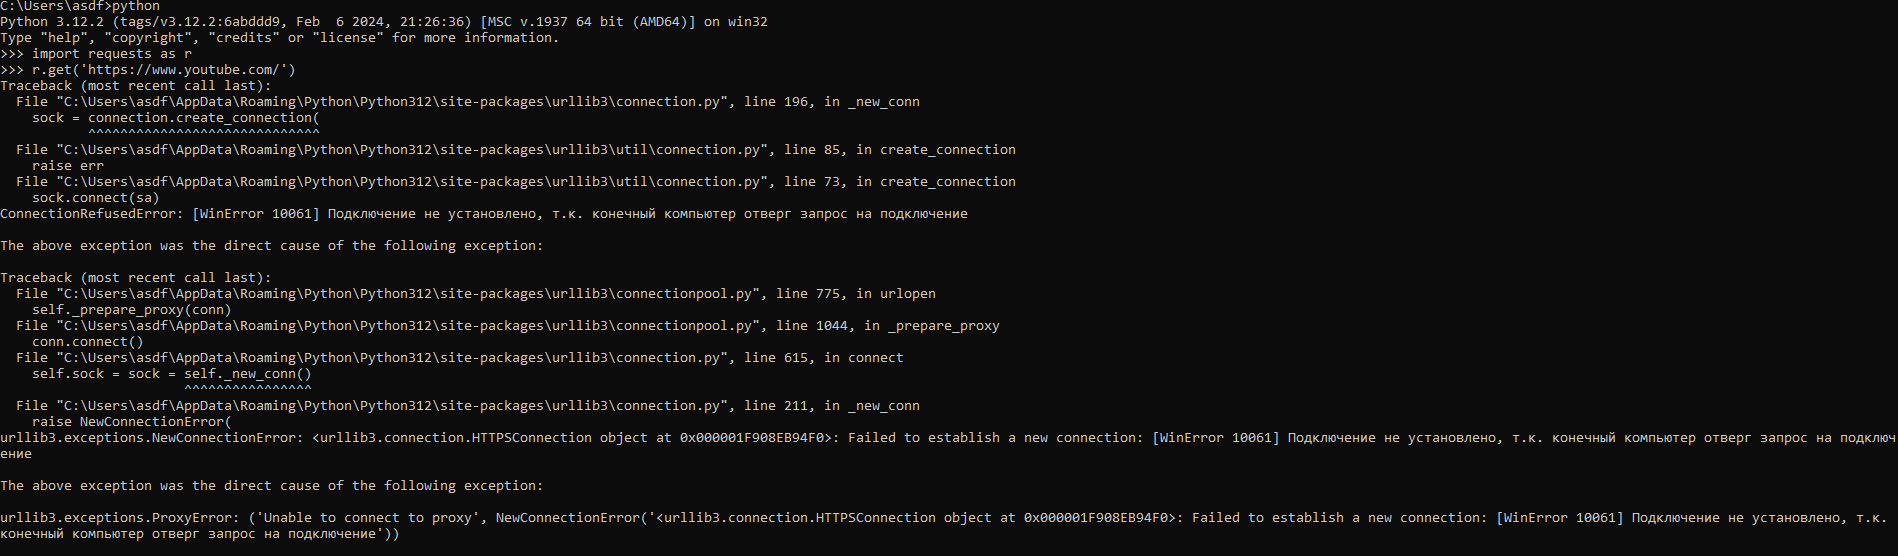 C:\Users\asdf>python
Python 3.12.2 (tags/v3.12.2:6abddd9, Feb  6 2024, 21:26:36) [MSC v.1937 64 bit (AMD64)] on win32
Type "help", "copyright", "credits" or "license" for more information.
>>> import requests as r
>>> r.get('https://www.youtube.com/')
Traceback (most recent call last):
  File "C:\Users\asdf\AppData\Roaming\Python\Python312\site-packages\urllib3\connection.py", line 196, in _new_conn
    sock = connection.create_connection(
           ^^^^^^^^^^^^^^^^^^^^^^^^^^^^^
  File "C:\Users\asdf\AppData\Roaming\Python\Python312\site-packages\urllib3\util\connection.py", line 85, in create_connection
    raise err
  File "C:\Users\asdf\AppData\Roaming\Python\Python312\site-packages\urllib3\util\connection.py", line 73, in create_connection
    sock.connect(sa)
ConnectionRefusedError: [WinError 10061] Подключение не установлено, т.к. конечный компьютер отверг запрос на подключение

The above exception was the direct cause of the following exception:

Traceback (most recent call last):
  File "C:\Users\asdf\AppData\Roaming\Python\Python312\site-packages\urllib3\connectionpool.py", line 775, in urlopen
    self._prepare_proxy(conn)
  File "C:\Users\asdf\AppData\Roaming\Python\Python312\site-packages\urllib3\connectionpool.py", line 1044, in _prepare_proxy
    conn.connect()
  File "C:\Users\asdf\AppData\Roaming\Python\Python312\site-packages\urllib3\connection.py", line 615, in connect
    self.sock = sock = self._new_conn()
                       ^^^^^^^^^^^^^^^^
  File "C:\Users\asdf\AppData\Roaming\Python\Python312\site-packages\urllib3\connection.py", line 211, in _new_conn
    raise NewConnectionError(
urllib3.exceptions.NewConnectionError: <urllib3.connection.HTTPSConnection object at 0x000001F908EB94F0>: Failed to establish a new connection: [WinError 10061] Подключение не установлено, т.к. конечный компьютер отверг запрос на подключ
ение

The above exception was the direct cause of the following exception:

urllib3.exceptions.ProxyError: ('Unable to connect to proxy', NewConnectionError('<urllib3.connection.HTTPSConnection object at 0x000001F908EB94F0>: Failed to establish a new connection: [WinError 10061] Подключение не установлено, т.к.
конечный компьютер отверг запрос на подключение'))